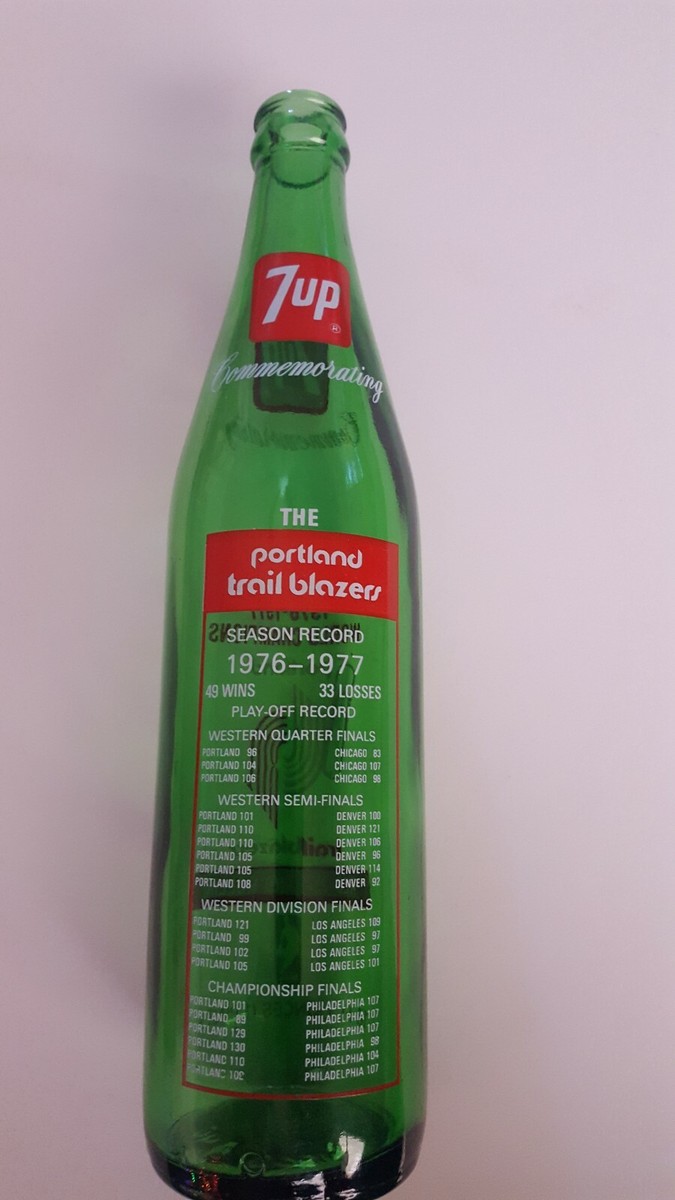 7up
®
Commemorating
THE
portland
trail blazers
SEASON RECORD
1976-1977
49 WINS 33 LOSSES
PLAY-OFF RECORD
WESTERN QUARTER FINALS
PORTLAND 96 CHICAGO 83
PORTLAND 104 CHICAGO 107
PORTLAND 106 CHICAGO 98
WESTERN SEMI-FINALS
PORTLAND 101 DENVER 100
PORTLAND 110 DENVER 121
PORTLAND 110 DENVER 106
PORTLAND 105 DENVER 96
PORTLAND 105 DENVER 114
PORTLAND 108 DENVER 92
WESTERN DIVISION FINALS
PORTLAND 121 LOS ANGELES 109
PORTLAND 99 LOS ANGELES 97
PORTLAND 102 LOS ANGELES 97
PORTLAND 105 LOS ANGELES 101
CHAMPIONSHIP FINALS
PORTLAND 101 PHILADELPHIA 107
PORTLAND 89 PHILADELPHIA 107
PORTLAND 129 PHILADELPHIA 107
PORTLAND 130 PHILADELPHIA 98
PORTLAND 110 PHILADELPHIA 104
PORTLAND PHILADELPHIA 107